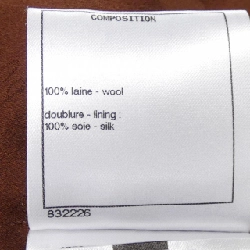 COMPOSITION
100% laine - wool
doublure - lining :
100% soie - silk
832226